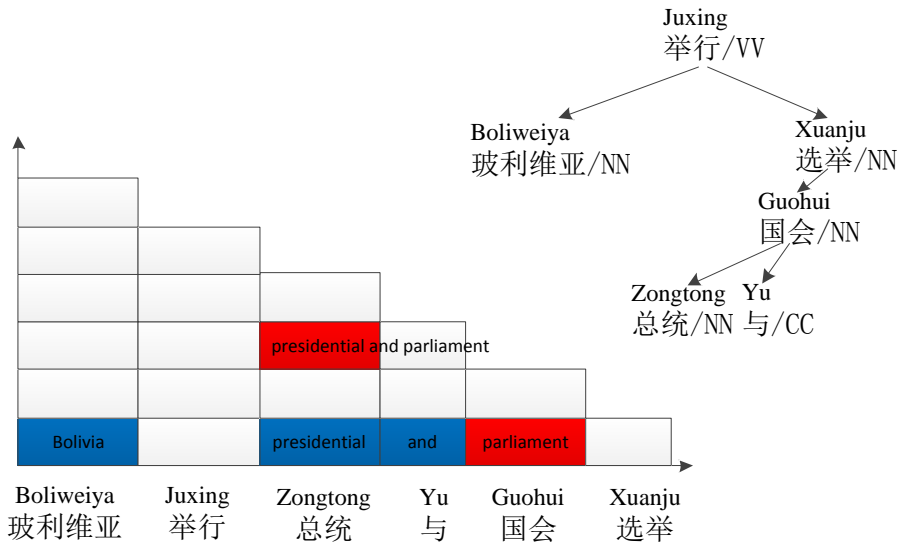 Juxing
举行/VV
Boliweiya
玻利维亚/NN
Xuanju
选举/NN
Guohui
国会/NN
Zongtong
总统/NN
Yu
与/CC
presidential and parliament
Bolivia
presidential
and
parliament
Boliweiya
玻利维亚
Juxing
举行
Zongtong
总统
Yu
与
Guohui
国会
Xuanju
选举